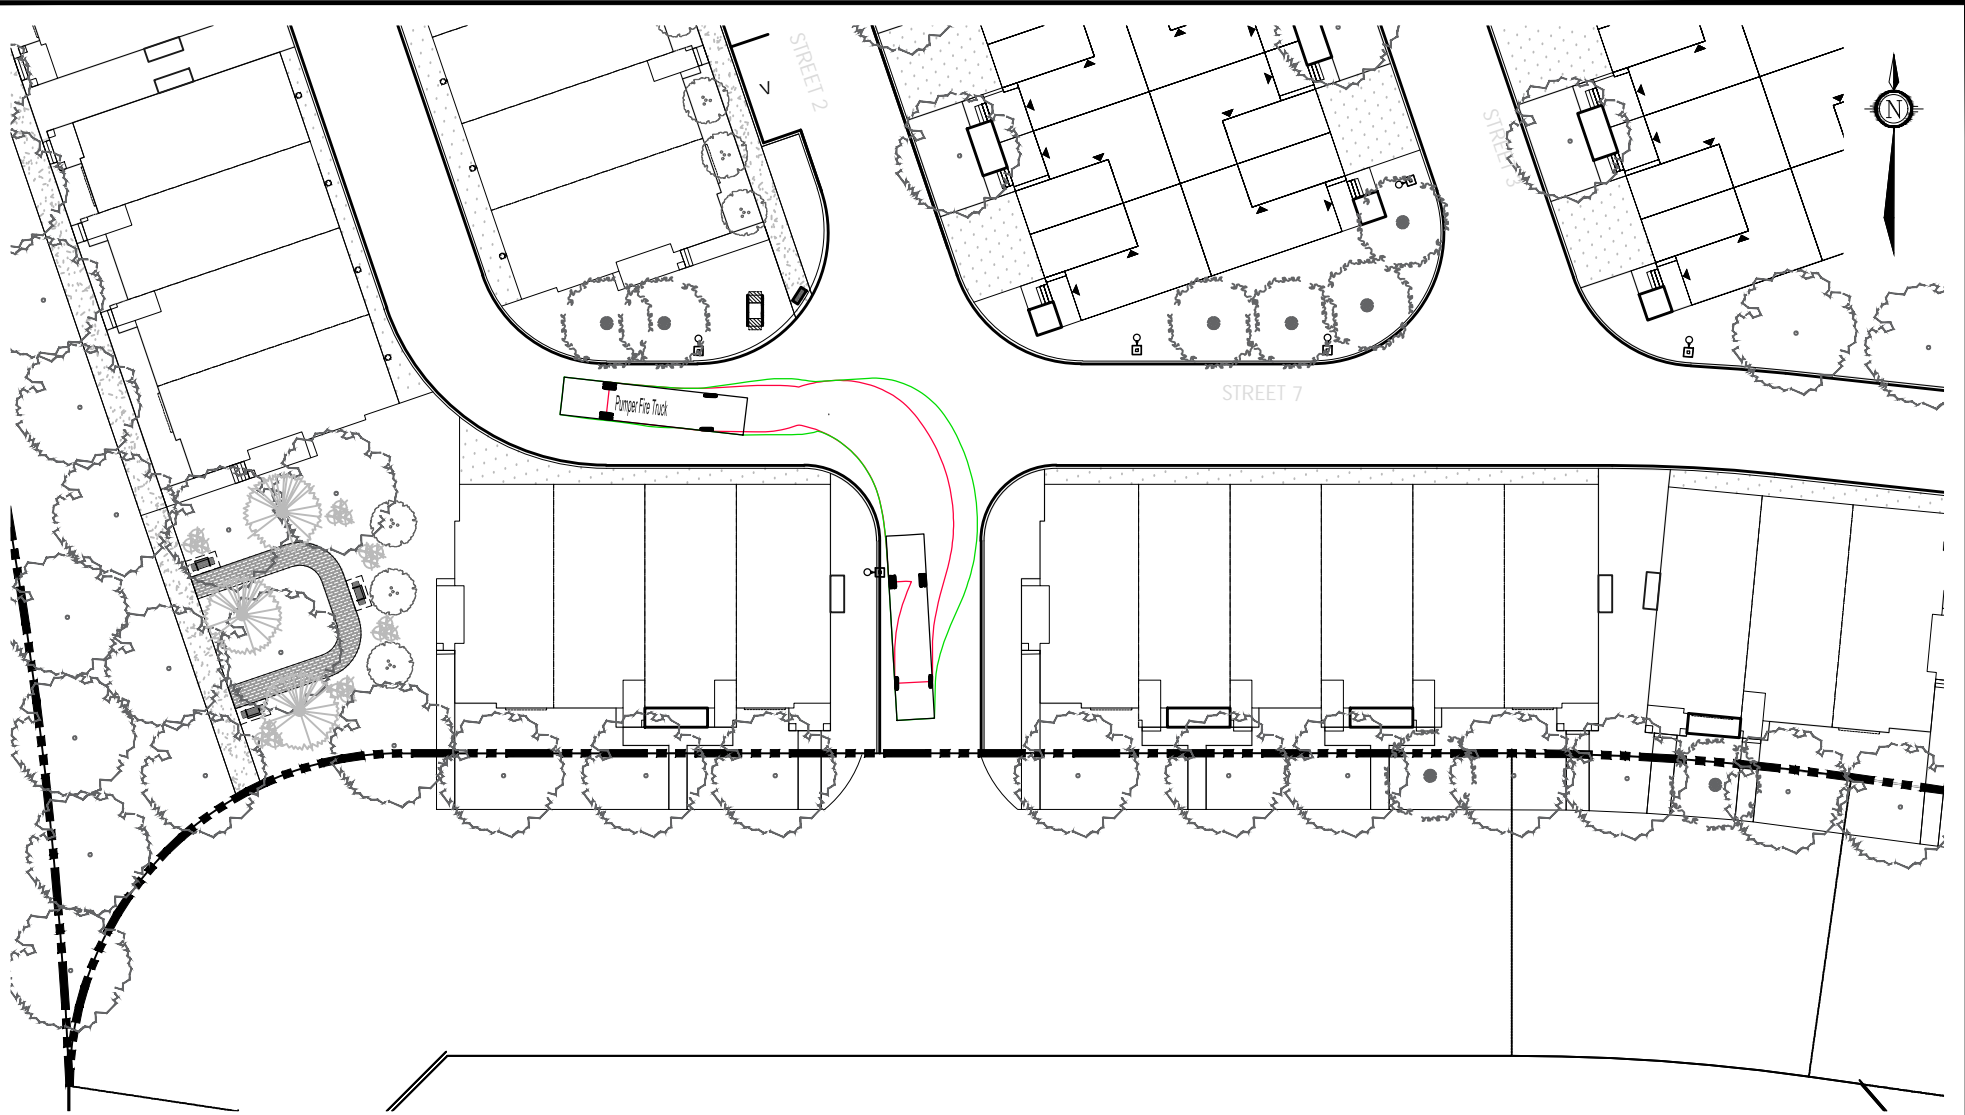 STREET 2
V
N
STREET 3
STREET 7
Pumper Fire Truck